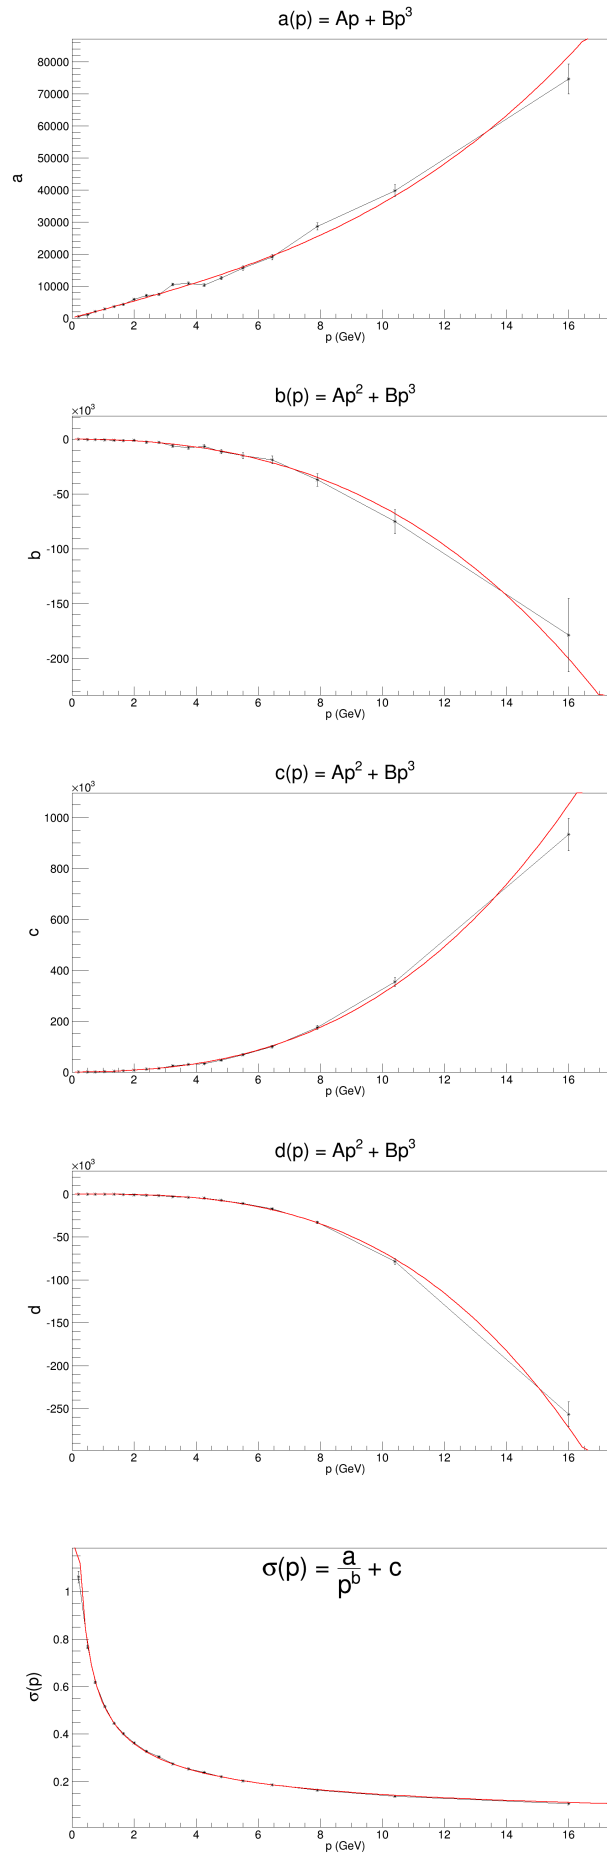 a(p) = Ap + Bp³
80000
70000
60000
50000
40000
30000
20000
10000
0
a
0 2 4 6 8 10 12 14 16
p (GeV)
b(p) = Ap² + Bp³
×10³
0
-50
-100
-150
-200
b
0 2 4 6 8 10 12 14 16
p (GeV)
c(p) = Ap² + Bp³
×10³
1000
800
600
400
200
0
c
0 2 4 6 8 10 12 14 16
p (GeV)
d(p) = Ap² + Bp³
×10³
0
-50
-100
-150
-200
-250
d
0 2 4 6 8 10 12 14 16
p (GeV)
σ(p) = a/p^b + c
1
0.8
0.6
0.4
0.2
σ(p)
0 2 4 6 8 10 12 14 16
p (GeV)